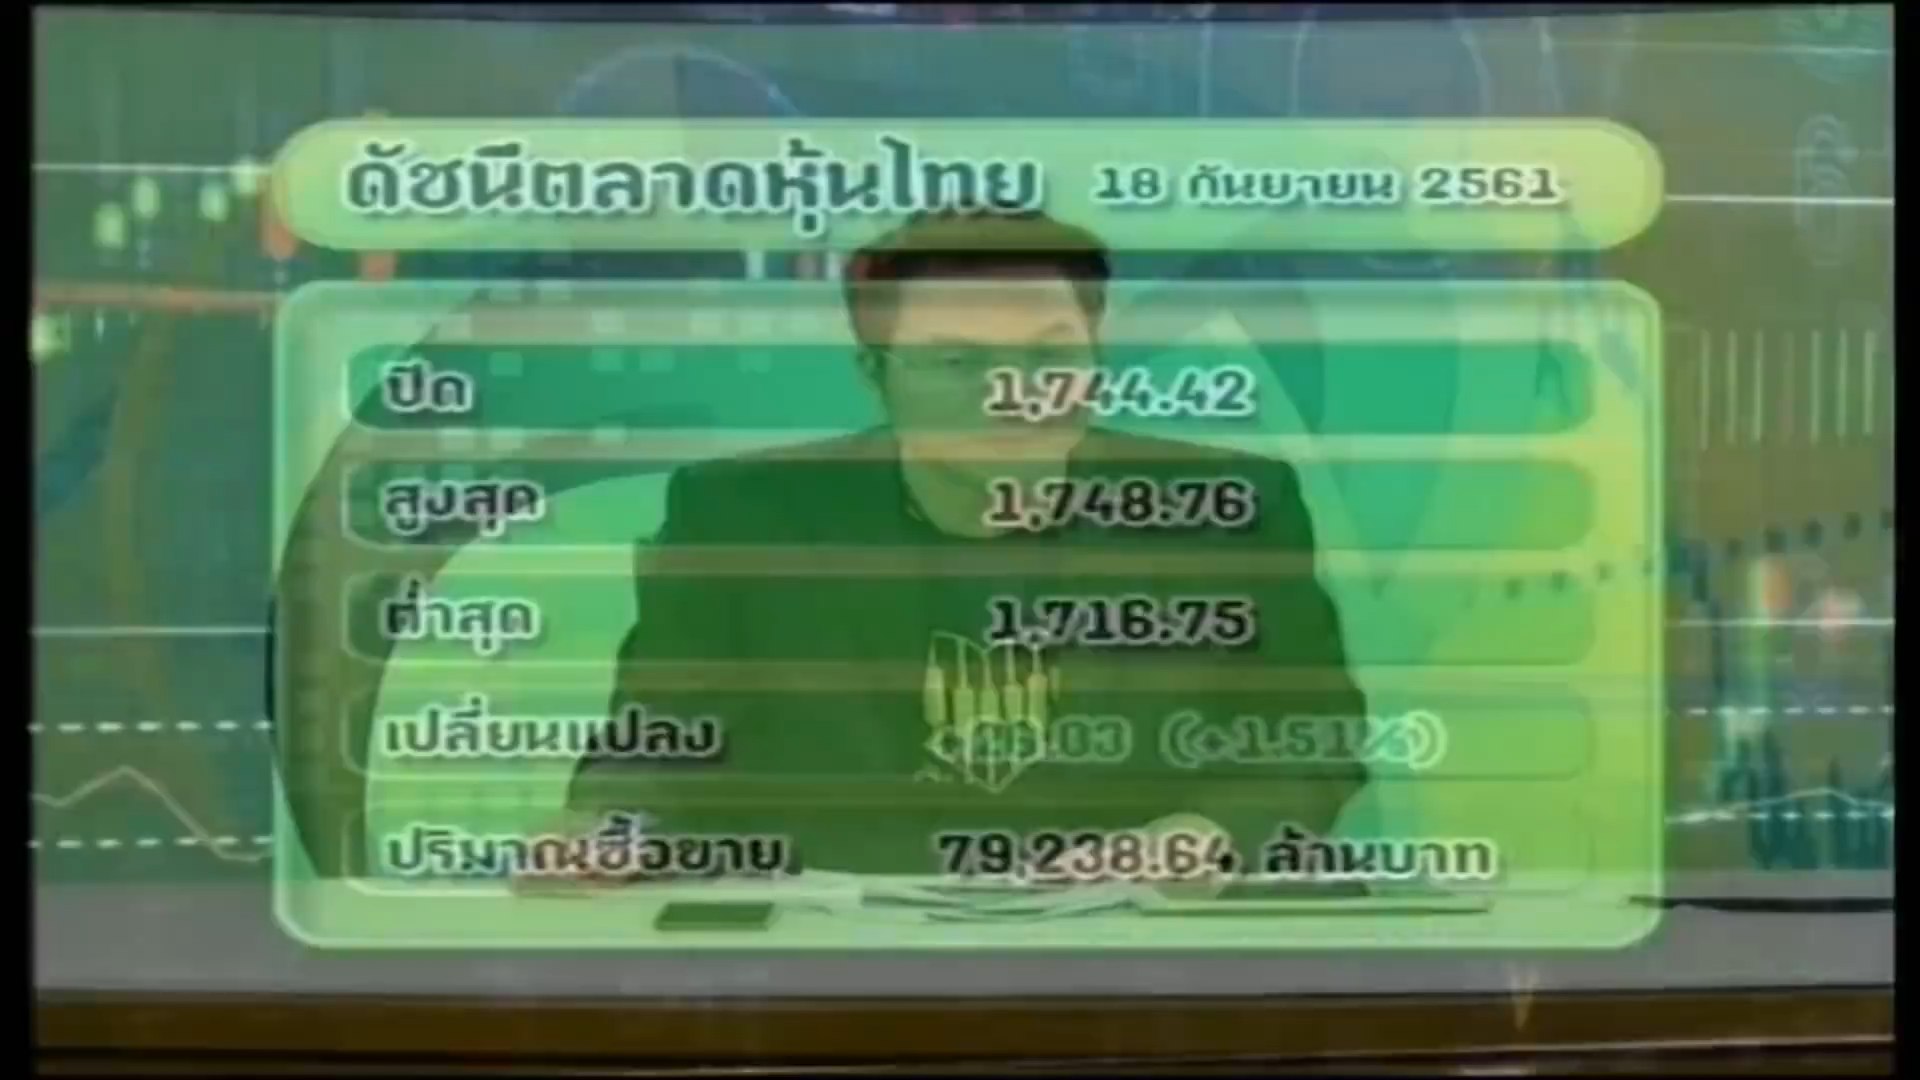 ดัชนีตลาดหุ้นไทย 18 กันยายน 2561
ปิด 1,744.42
สูงสุด 1,748.76
ต่ำสุด 1,716.75
เปลี่ยนแปลง (+1.51%)
ปริมาณซื้อขาย 79,238.64 ล้านบาท